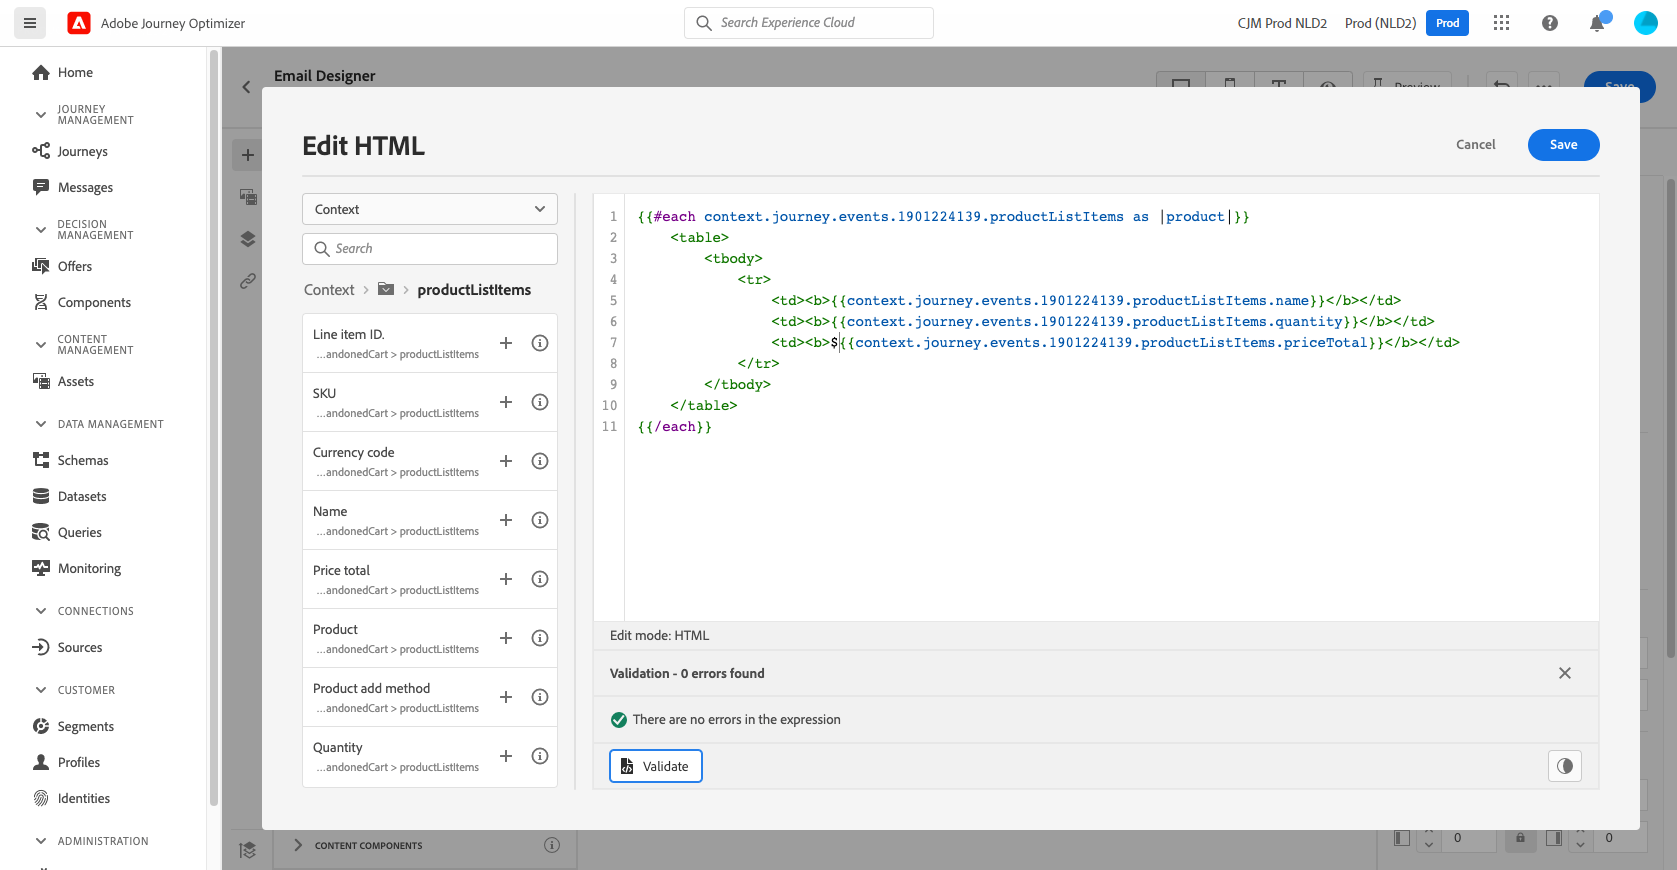 Adobe Journey Optimizer
Search Experience Cloud
CJM Prod NLD2
Prod (NLD2)
Prod
Home
JOURNEY MANAGEMENT
Journeys
Messages
DECISION MANAGEMENT
Offers
Components
CONTENT MANAGEMENT
Assets
DATA MANAGEMENT
Schemas
Datasets
Queries
Monitoring
CONNECTIONS
Sources
CUSTOMER
Segments
Profiles
Identities
ADMINISTRATION
Email Designer
Preview
Save
Edit HTML
Cancel
Save
Context
Search
Context > > productListItems
Line item ID.
...andonedCart > productListItems
SKU
...andonedCart > productListItems
Currency code
...andonedCart > productListItems
Name
...andonedCart > productListItems
Price total
...andonedCart > productListItems
Product
...andonedCart > productListItems
Product add method
...andonedCart > productListItems
Quantity
...andonedCart > productListItems
1 {{#each context.journey.events.1901224139.productListItems as |product|}}
2 <table>
3 <tbody>
4 <tr>
5 <td><b>{{context.journey.events.1901224139.productListItems.name}}</b></td>
6 <td><b>{{context.journey.events.1901224139.productListItems.quantity}}</b></td>
7 <td><b>${{context.journey.events.1901224139.productListItems.priceTotal}}</b></td>
8 </tr>
9 </tbody>
10 </table>
11 {{/each}}
Edit mode: HTML
Validation - 0 errors found
There are no errors in the expression
Validate
CONTENT COMPONENTS
0
0